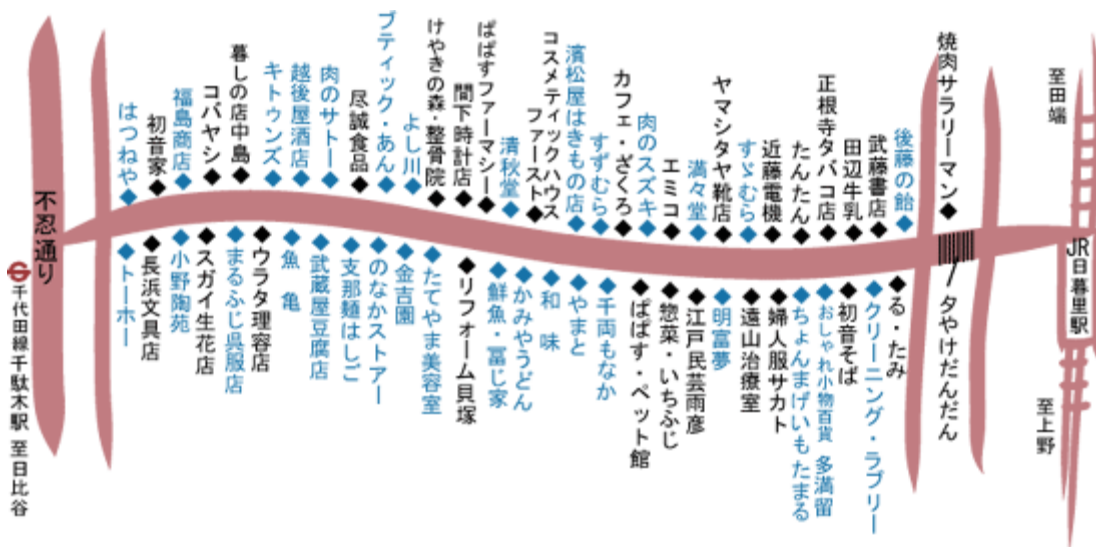 不忍通り
千代田線千駄木駅 至日比谷
はつねや
初音家
福島商店
コバヤシ
暮しの店中島
キトゥンズ
越後屋酒店
肉のサトー
尽誠食品
ブティック・あん
よし川
けやきの森・整骨院
間下時計店
ぱぱすファーマシー
満秋堂
コスメティックハウス
ファースト
濱松屋はきもの店
すずむら
カフェ・ざくろ
肉のスズキ
エミコ
満々堂
ヤマシタヤ靴店
すゞむら
近藤電機
たんたん
正根寺タバコ店
田辺牛乳
武藤書店
後藤の飴
焼肉サラリーマン
トーホー
長浜文具店
小野陶苑
スガイ生花店
まるふじ呉服店
ウラタ理容店
魚 亀
武蔵屋豆腐店
支那麺はしご
のなかストアー
金吉園
たてやま美容室
リフォーム貝塚
鮮魚・冨じ家
かみやうどん
和 味
やまと
千両もなか
ぱぱす・ペット館
惣菜・いちふじ
江戸民芸雨彦
明富夢
遠山治療室
婦人服サカト
ちょんまげいもたまる
おしゃれ小物百貨 多満留
初音そば
クリーニング・ラブリー
る・たみ
夕やけだんだん
至田端
JR日暮里駅
至上野